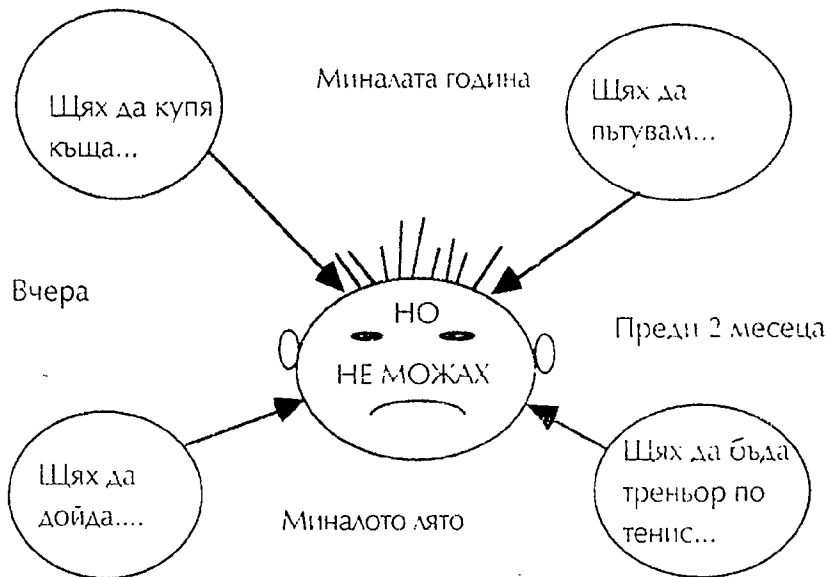 Щях да купя
къща...
Миналата година
Щях да
пътувам...
Вчера
НО
НЕ МОЖАХ
Преди 2 месеца
Щях да
дойда....
Миналото лято
Щях да бъда
треньор по
тенис...